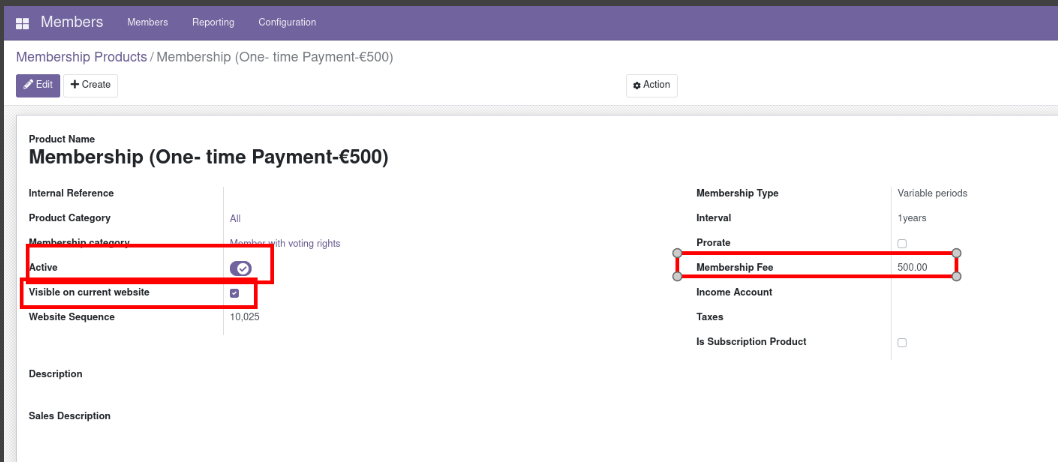 Members Members Reporting Configuration
Membership Products / Membership (One- time Payment-€500)
Edit Create Action
Product Name
Membership (One- time Payment-€500)
Internal Reference
Product Category All
Membership category Member with voting rights
Active
Visible on current website
Website Sequence 10,025
Description
Sales Description
Membership Type Variable periods
Interval 1years
Prorate
Membership Fee 500.00
Income Account
Taxes
Is Subscription Product